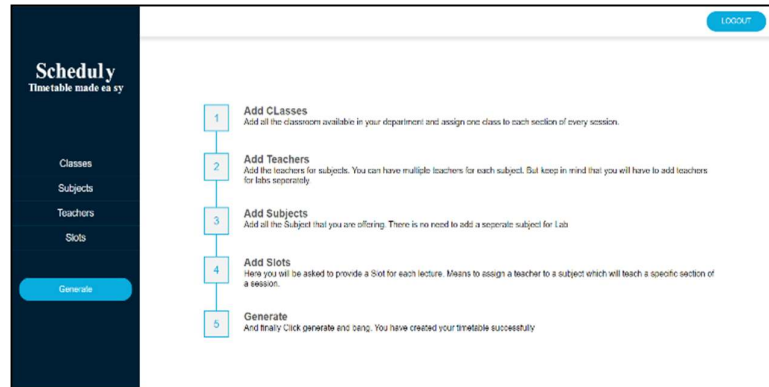 LOGOUT
Scheduly
Timetable made easy
Classes
Subjects
Teachers
Slots
Generate
1
Add CLasses
Add all the classroom available in your department and assign one class to each section of every session.
2
Add Teachers
Add the teachers for subjects. You can have multiple teachers for each subject. But keep in mind that you will have to add teachers
for labs seperately
3
Add Subjects
Add all the Subject that you are offering. There is no need to add a seperate subject for Lab
4
Add Slots
Here you will be asked to provide a Slot for each lecture. Means to assign a teacher to a subject which will teach a specific section of
a session.
5
Generate
And finally Click generate and bang. You have created your timetable successfully